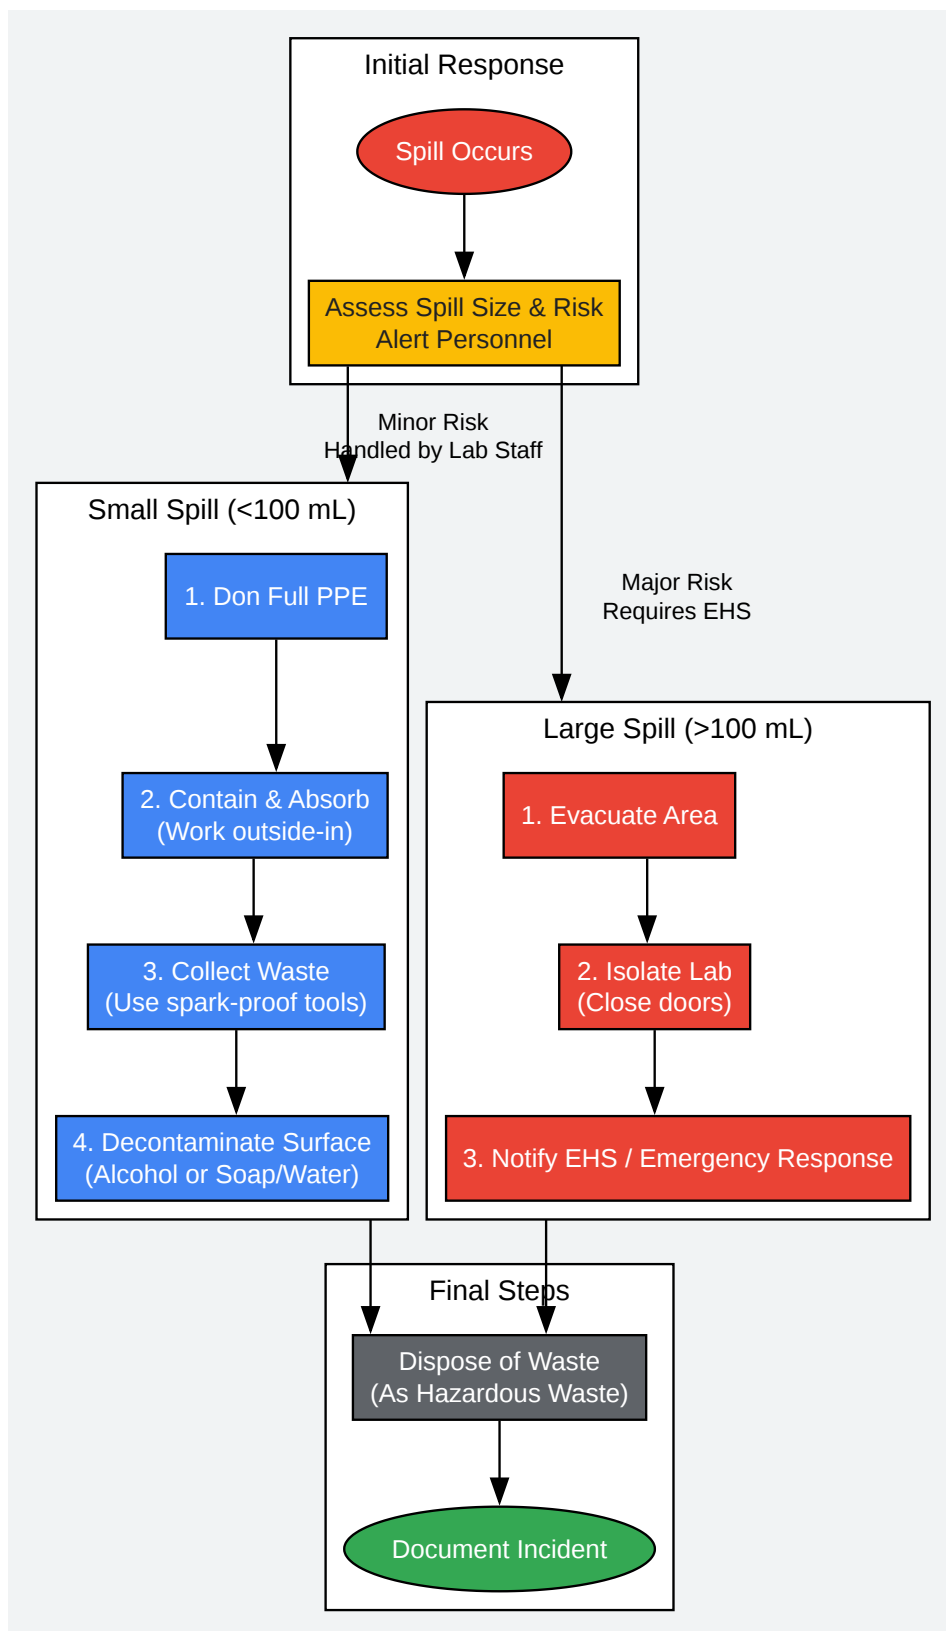 Initial Response
Spill Occurs
Assess Spill Size & Risk
Alert Personnel
Minor Risk
Handled by Lab Staff
Small Spill (<100 mL)
1. Don Full PPE
2. Contain & Absorb
(Work outside-in)
3. Collect Waste
(Use spark-proof tools)
4. Decontaminate Surface
(Alcohol or Soap/Water)
Major Risk
Requires EHS
Large Spill (>100 mL)
1. Evacuate Area
2. Isolate Lab
(Close doors)
3. Notify EHS / Emergency Response
Final Steps
Dispose of Waste
(As Hazardous Waste)
Document Incident